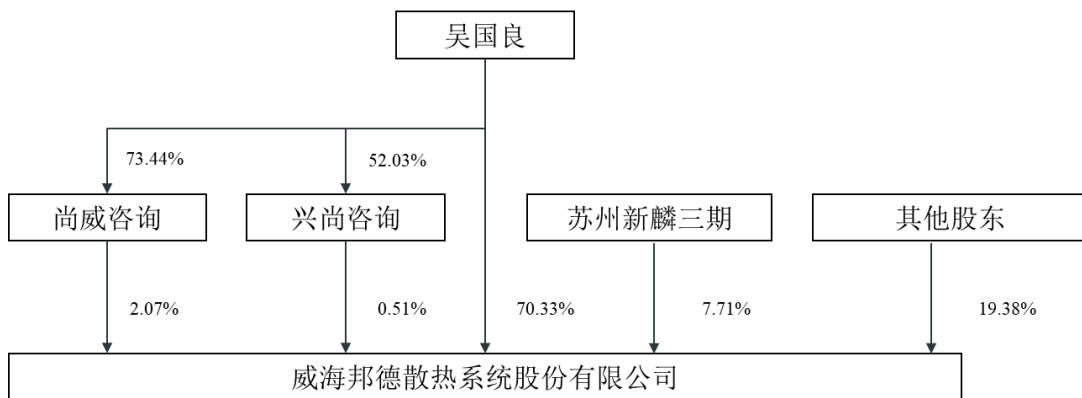 吴国良
73.44%
52.03%
尚威咨询
兴尚咨询
苏州新麟三期
其他股东
2.07%
0.51%
70.33%
7.71%
19.38%
威海邦德散热系统股份有限公司